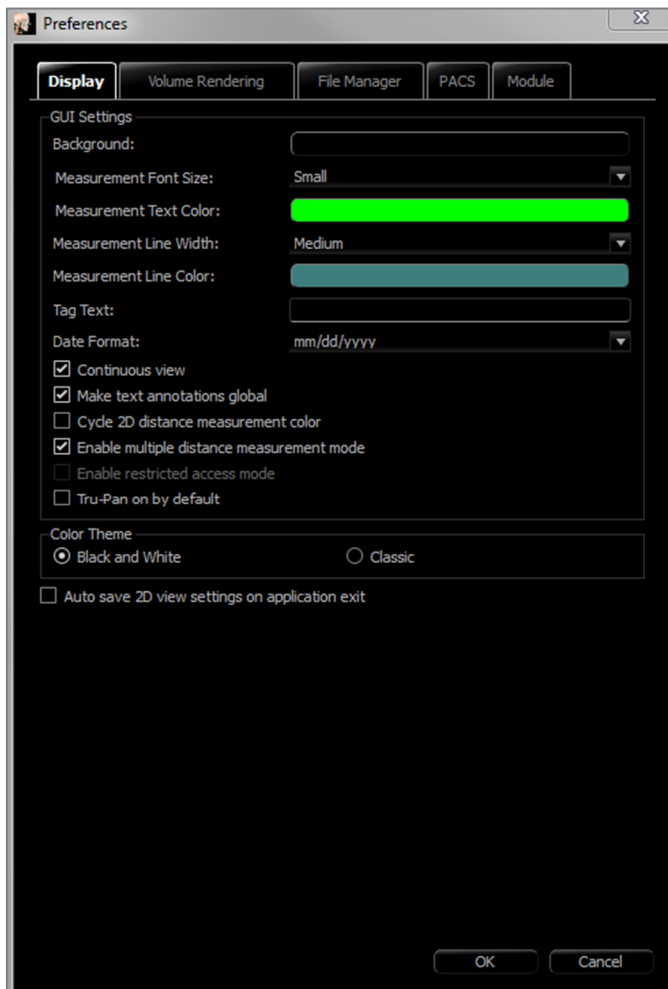 Preferences
Display Volume Rendering File Manager PACS Module
GUI Settings
Background:
Measurement Font Size: Small
Measurement Text Color:
Measurement Line Width: Medium
Measurement Line Color:
Tag Text:
Date Format: mm/dd/yyyy
Continuous view
Make text annotations global
Cycle 2D distance measurement color
Enable multiple distance measurement mode
Enable restricted access mode
Tru-Pan on by default
Color Theme
Black and White Classic
Auto save 2D view settings on application exit
OK Cancel